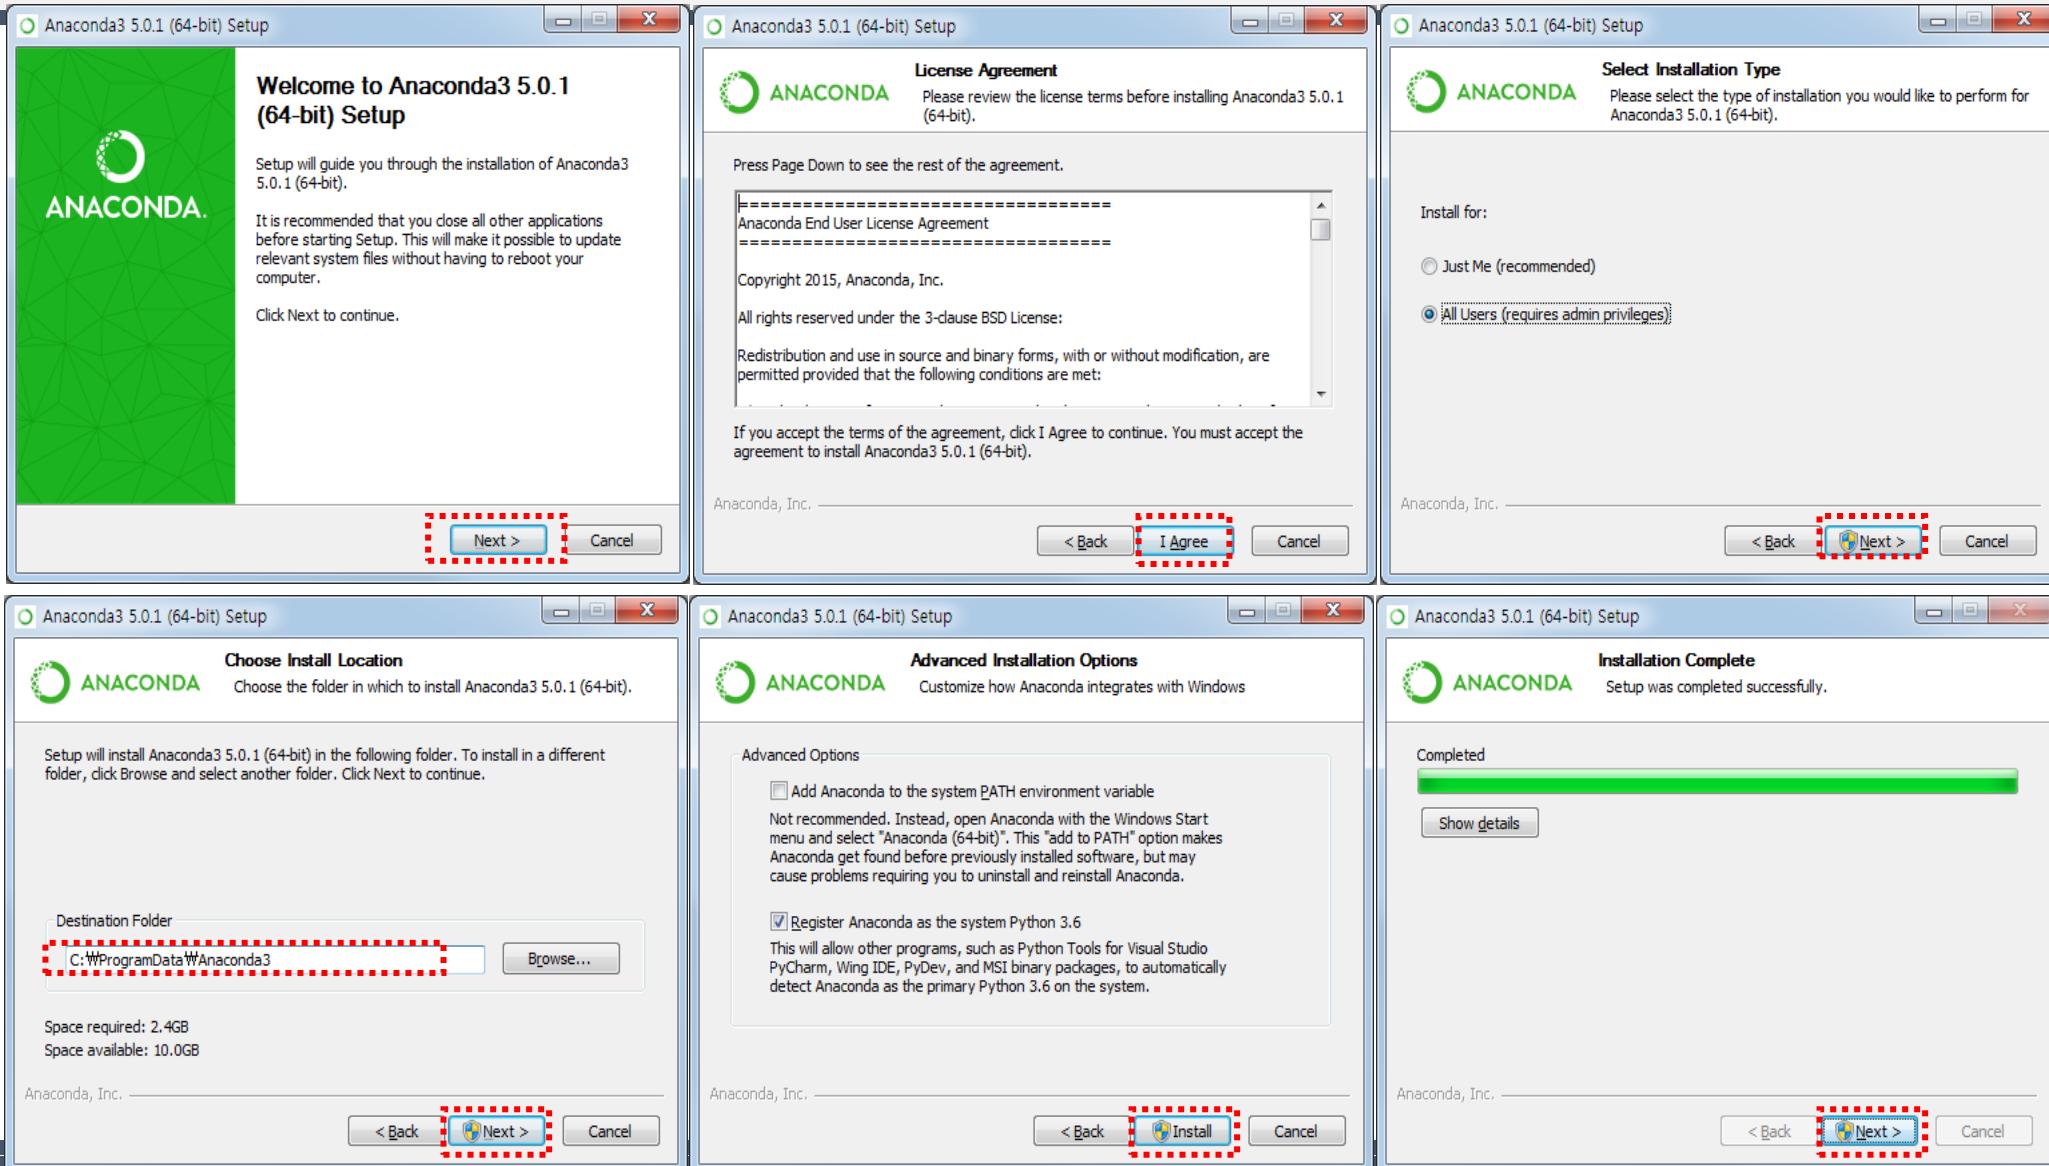 Anaconda3 5.0.1 (64-bit) Setup
ANACONDA.
Welcome to Anaconda3 5.0.1
(64-bit) Setup
Setup will guide you through the installation of Anaconda3
5.0.1 (64-bit).
It is recommended that you close all other applications
before starting Setup. This will make it possible to update
relevant system files without having to reboot your
computer.
Click Next to continue.
Next >
Cancel
Anaconda3 5.0.1 (64-bit) Setup
ANACONDA
License Agreement
Please review the license terms before installing Anaconda3 5.0.1
(64-bit).
Press Page Down to see the rest of the agreement.
===================================
Anaconda End User License Agreement
===================================
Copyright 2015, Anaconda, Inc.
All rights reserved under the 3-clause BSD License:
Redistribution and use in source and binary forms, with or without modification, are
permitted provided that the following conditions are met:
If you accept the terms of the agreement, click I Agree to continue. You must accept the
agreement to install Anaconda3 5.0.1 (64-bit).
Anaconda, Inc.
< Back
I Agree
Cancel
Anaconda3 5.0.1 (64-bit) Setup
ANACONDA
Select Installation Type
Please select the type of installation you would like to perform for
Anaconda3 5.0.1 (64-bit).
Install for:
Just Me (recommended)
All Users (requires admin privileges)
Anaconda, Inc.
< Back
Next >
Cancel
Anaconda3 5.0.1 (64-bit) Setup
ANACONDA
Choose Install Location
Choose the folder in which to install Anaconda3 5.0.1 (64-bit).
Setup will install Anaconda3 5.0.1 (64-bit) in the following folder. To install in a different
folder, click Browse and select another folder. Click Next to continue.
Destination Folder
C:₩ProgramData₩Anaconda3
Browse...
Space required: 2.4GB
Space available: 10.0GB
Anaconda, Inc.
< Back
Next >
Cancel
Anaconda3 5.0.1 (64-bit) Setup
ANACONDA
Advanced Installation Options
Customize how Anaconda integrates with Windows
Advanced Options
Add Anaconda to the system PATH environment variable
Not recommended. Instead, open Anaconda with the Windows Start
menu and select "Anaconda (64-bit)". This "add to PATH" option makes
Anaconda get found before previously installed software, but may
cause problems requiring you to uninstall and reinstall Anaconda.
Register Anaconda as the system Python 3.6
This will allow other programs, such as Python Tools for Visual Studio
PyCharm, Wing IDE, PyDev, and MSI binary packages, to automatically
detect Anaconda as the primary Python 3.6 on the system.
Anaconda, Inc.
< Back
Install
Cancel
Anaconda3 5.0.1 (64-bit) Setup
ANACONDA
Installation Complete
Setup was completed successfully.
Completed
Show details
Anaconda, Inc.
< Back
Next >
Cancel